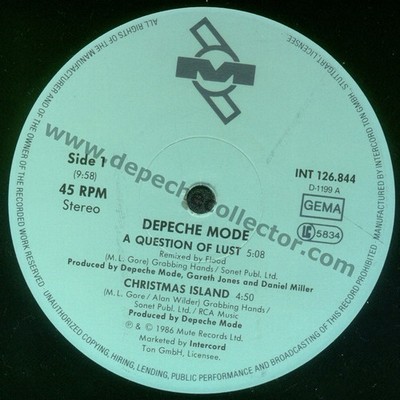 ALL RIGHTS OF THE MANUFACTURER AND OF THE OWNER OF THE RECORDED WORK RESERVED. UNAUTHORIZED COPYING, HIRING, LENDING, PUBLIC PERFORMANCE AND BROADCASTING OF THIS RECORD PROHIBITED. MANUFACTURED BY INTERCORD TON GMBH, STUTTGART, LICENSEE.
M
www.depechecollector.com
Side 1
(9:58)
45 RPM
Stereo
INT 126.844
D-1199 A
GEMA
LC 5834
DEPECHE MODE
A QUESTION OF LUST 5:08
Remixed by Flood
(M. L. Gore) Grabbing Hands / Sonet Publ. Ltd.
Produced by Depeche Mode, Gareth Jones and Daniel Miller
CHRISTMAS ISLAND 4:50
(M. L. Gore / Alan Wilder) Grabbing Hands /
Sonet Publ. Ltd. / RCA Music
Produced by Depeche Mode
℗ & © 1986 Mute Records Ltd.
Marketed by Intercord
Ton GmbH, Licensee.